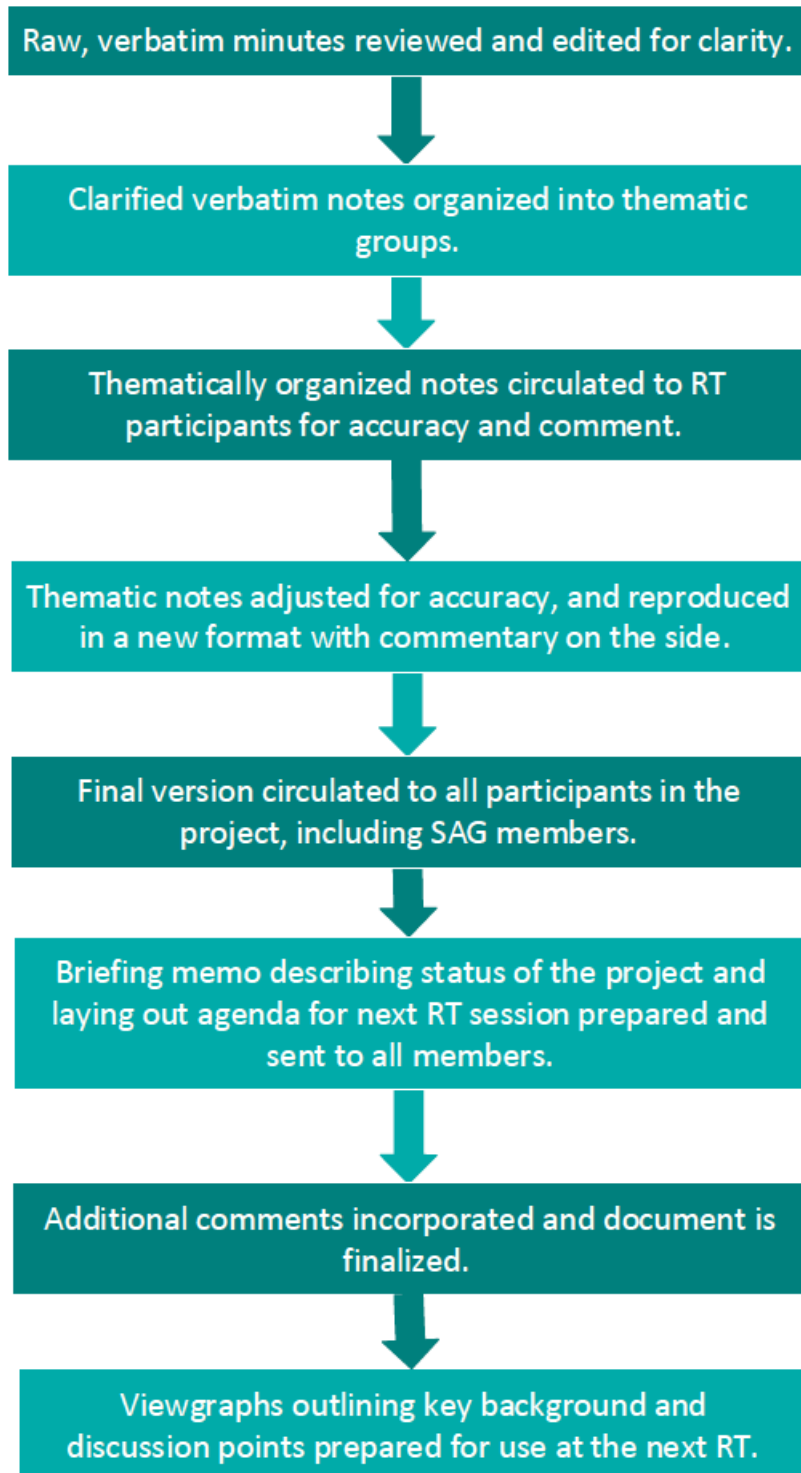 Raw, verbatim minutes reviewed and edited for clarity.
Clarified verbatim notes organized into thematic
groups.
Thematically organized notes circulated to RT
participants for accuracy and comment.
Thematic notes adjusted for accuracy, and reproduced
in a new format with commentary on the side.
Final version circulated to all participants in the
project, including SAG members.
Briefing memo describing status of the project and
laying out agenda for next RT session prepared and
sent to all members.
Additional comments incorporated and document is
finalized.
Viewgraphs outlining key background and
discussion points prepared for use at the next RT.